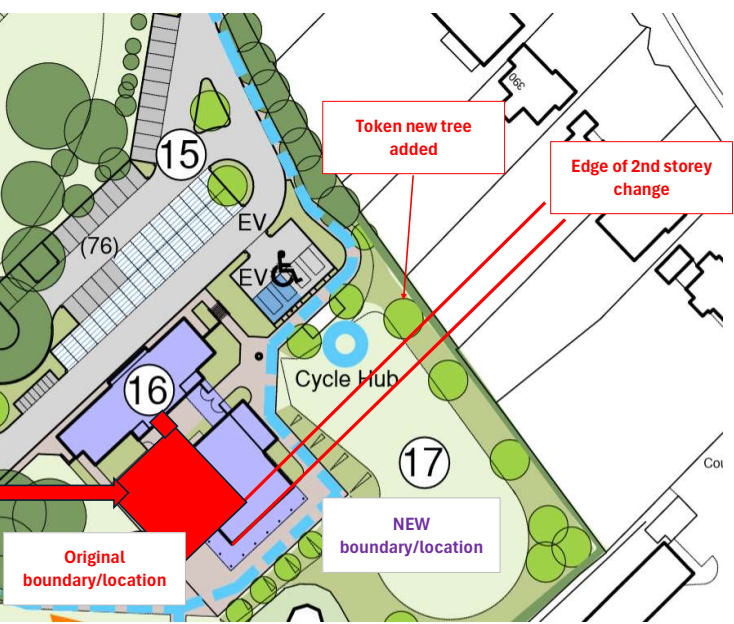 390
Token new tree
added
15
Edge of 2nd storey
change
EV
(76)
EV
Cycle Hub
16
17
Cou
NEW
boundary/location
Original
boundary/location